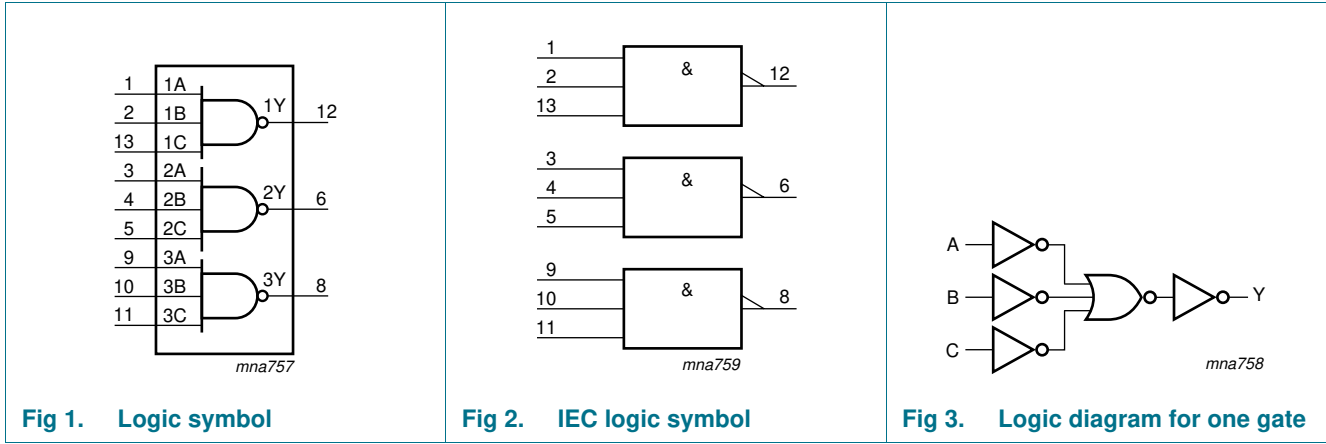 1 1A
1Y 12
2 1B
13 1C
3 2A
2Y 6
4 2B
5 2C
9 3A
3Y 8
10 3B
11 3C
mna757
Fig 1. Logic symbol
1
& 12
2
13
3
& 6
4
5
9
& 8
10
11
mna759
Fig 2. IEC logic symbol
A
B Y
C
mna758
Fig 3. Logic diagram for one gate